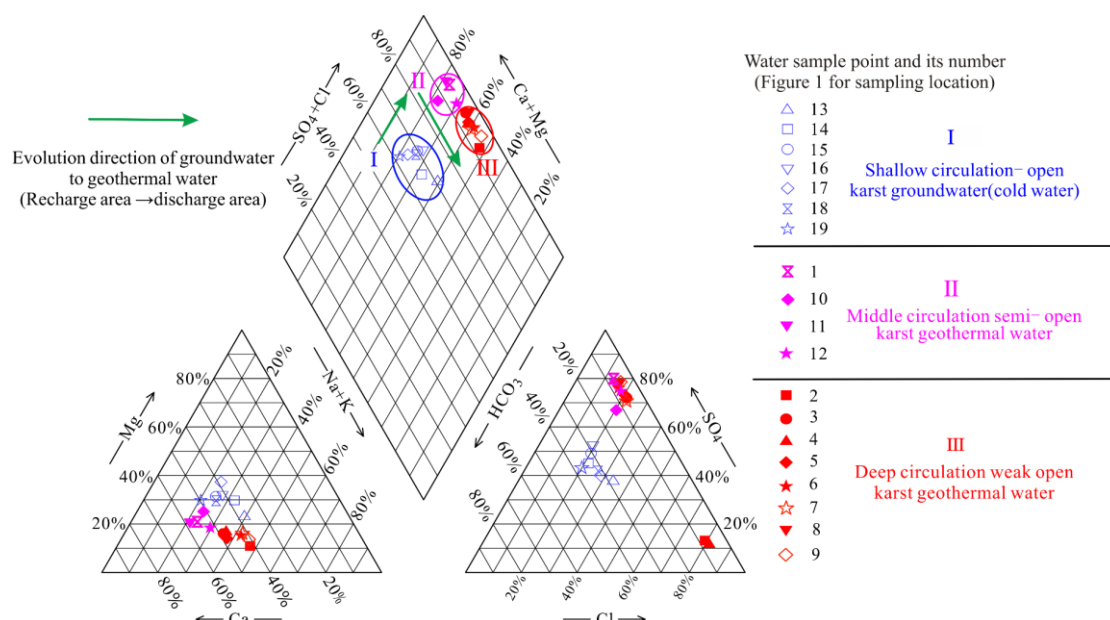 Evolution direction of groundwater
to geothermal water
(Recharge area →discharge area)
80%
60%
40%
20%
SO₄+Cl
80%
60%
40%
20%
Ca+Mg
I
II
III
Na+K
HCO₃
80%
60%
40%
20%
Mg
20%
40%
60%
80%
80%
60%
40%
20%
Ca
20%
40%
60%
80%
80%
60%
40%
20%
SO₄
20%
40%
60%
80%
Cl
Water sample point and its number
(Figure 1 for sampling location)
13
14
15
16
17
18
19
I
Shallow circulation- open
karst groundwater(cold water)
1
10
11
12
II
Middle circulation semi- open
karst geothermal water
2
3
4
5
6
7
8
9
III
Deep circulation weak open
karst geothermal water